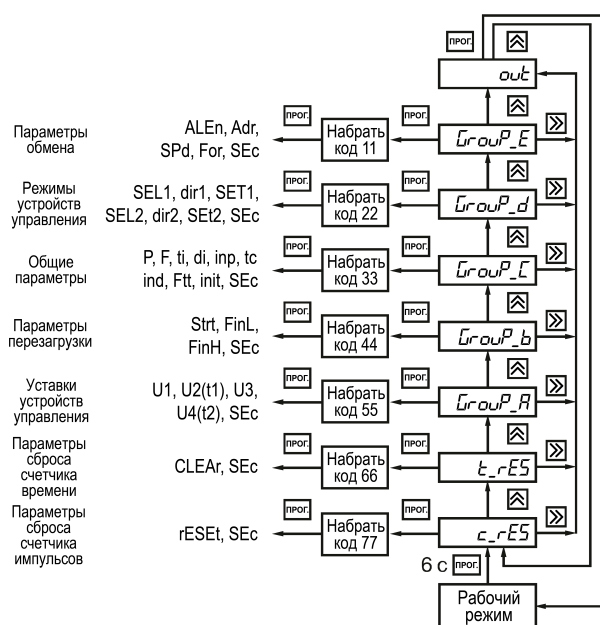 ПРОГ.
out
Параметры
обмена
ALEn, Adr,
SPd, For, SEc
ПРОГ.
Набрать
код 11
ПРОГ.
GrouP_E
Режимы
устройств
управления
SEL1, dir1, SET1,
SEL2, dir2, SEt2, SEc
ПРОГ.
Набрать
код 22
ПРОГ.
GrouP_d
Общие
параметры
P, F, ti, di, inp, tc
ind, Ftt, init, SEc
ПРОГ.
Набрать
код 33
ПРОГ.
GrouP_C
Параметры
перезагрузки
Strt, FinL,
FinH, SEc
ПРОГ.
Набрать
код 44
ПРОГ.
GrouP_b
Уставки
устройств
управления
U1, U2(t1), U3,
U4(t2), SEc
ПРОГ.
Набрать
код 55
ПРОГ.
GrouP_A
Параметры
сброса
счетчика
времени
CLEAr, SEc
ПРОГ.
Набрать
код 66
ПРОГ.
t_rES
Параметры
сброса
счетчика
импульсов
rESEt, SEc
ПРОГ.
Набрать
код 77
ПРОГ.
c_rES
6 с ПРОГ.
Рабочий
режим